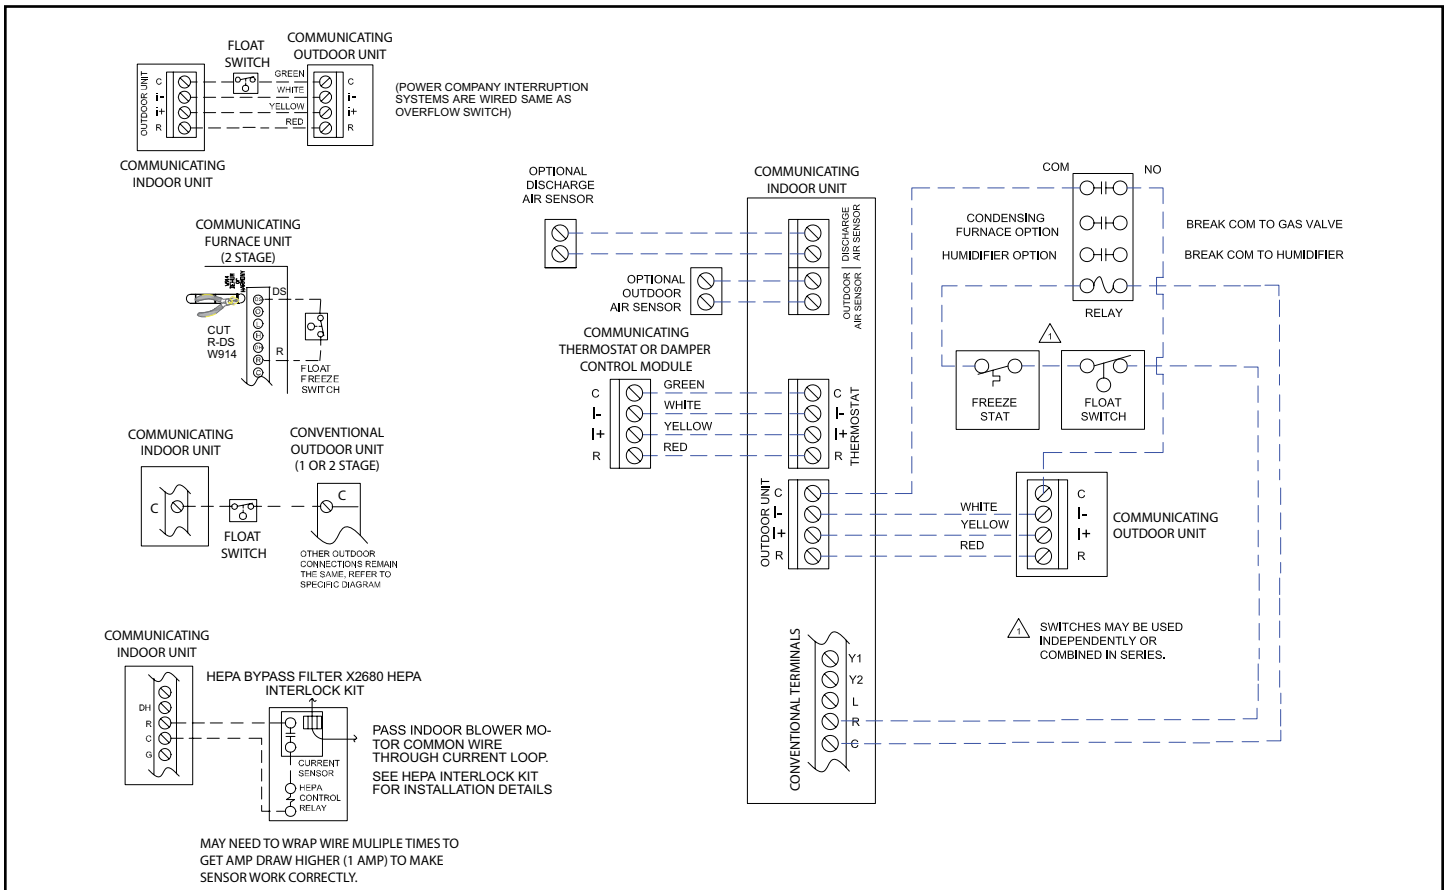 COMMUNICATING
OUTDOOR UNIT
FLOAT
SWITCH
OUTDOOR UNIT
C
i-
i+
R
GREEN
WHITE
YELLOW
RED
C
i-
i+
R
(POWER COMPANY INTERRUPTION
SYSTEMS ARE WIRED SAME AS
OVERFLOW SWITCH)
COMMUNICATING
INDOOR UNIT
COMMUNICATING
FURNACE UNIT
(2 STAGE)
DS
DS
O
L
H
DH
R
C
CUT
R-DS
W914
R
FLOAT
FREEZE
SWITCH
COMMUNICATING
INDOOR UNIT
CONVENTIONAL
OUTDOOR UNIT
(1 OR 2 STAGE)
C
C
FLOAT
SWITCH
OTHER OUTDOOR
CONNECTIONS REMAIN
THE SAME, REFER TO
SPECIFIC DIAGRAM
COMMUNICATING
INDOOR UNIT
DH
R
C
G
HEPA BYPASS FILTER X2680 HEPA
INTERLOCK KIT
CURRENT
SENSOR
HEPA
CONTROL
RELAY
PASS INDOOR BLOWER MO-
TOR COMMON WIRE
THROUGH CURRENT LOOP.
SEE HEPA INTERLOCK KIT
FOR INSTALLATION DETAILS
MAY NEED TO WRAP WIRE MULIPLE TIMES TO
GET AMP DRAW HIGHER (1 AMP) TO MAKE
SENSOR WORK CORRECTLY.
OPTIONAL
DISCHARGE
AIR SENSOR
COMMUNICATING
INDOOR UNIT
DISCHARGE
AIR SENSOR
OPTIONAL
OUTDOOR
AIR SENSOR
OUTDOOR
AIR SENSOR
COMMUNICATING
THERMOSTAT OR DAMPER
CONTROL MODULE
C
I-
I+
R
GREEN
WHITE
YELLOW
RED
C
I-
I+
R
THERMOSTAT
OUTDOOR UNIT
C
I-
I+
R
WHITE
YELLOW
RED
C
I-
I+
R
COMMUNICATING
OUTDOOR UNIT
CONVENTIONAL TERMINALS
Y1
Y2
L
R
C
COM
NO
CONDENSING
FURNACE OPTION
BREAK COM TO GAS VALVE
HUMIDIFIER OPTION
BREAK COM TO HUMIDIFIER
RELAY
1
FREEZE
STAT
FLOAT
SWITCH
1
SWITCHES MAY BE USED
INDEPENDENTLY OR
COMBINED IN SERIES.